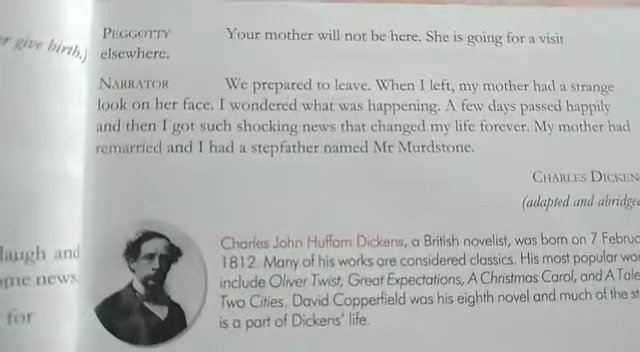 PEGGOTTY Your mother will not be here. She is going for a visit
give birth.) elsewhere.
NARRATOR We prepared to leave. When I left, my mother had a strange
look on her face. I wondered what was happening. A few days passed happily
and then I got such shocking news that changed my life forever. My mother had
remarried and I had a stepfather named Mr Murdstone.
CHARLES DICKEN
(adapted and abridge
Charles John Huffam Dickens, a British novelist, was born on 7 Februc
1812. Many of his works are considered classics. His most popular wo
include Oliver Twist, Great Expectations, A Christmas Carol, and A Tale
Two Cities. David Copperfield was his eighth novel and much of the st
is a part of Dickens' life.
laugh and
news.
for